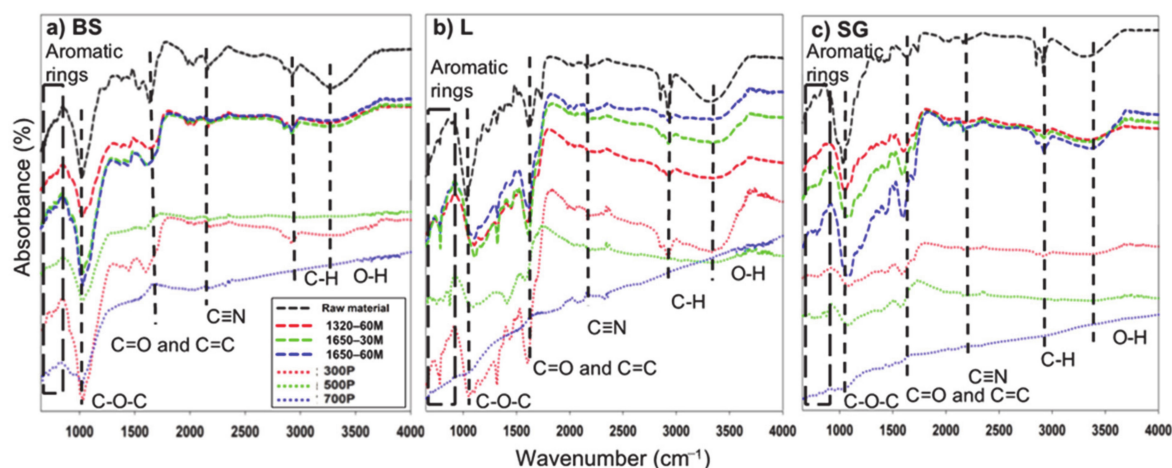 a) BS
Aromatic
rings
C-H
O-H
C≡N
C=O and C=C
C-O-C
Raw material
1320–60M
1650–30M
1650–60M
300P
500P
700P
1000 1500 2000 2500 3000 3500 4000
b) L
Aromatic
rings
O-H
C-H
C≡N
C=O and C=C
C-O-C
1000 1500 2000 2500 3000 3500 4000
c) SG
Aromatic
rings
O-H
C-H
C≡N
C=O and C=C
C-O-C
1000 1500 2000 2500 3000 3500 4000
Absorbance (%)
Wavenumber (cm⁻¹)